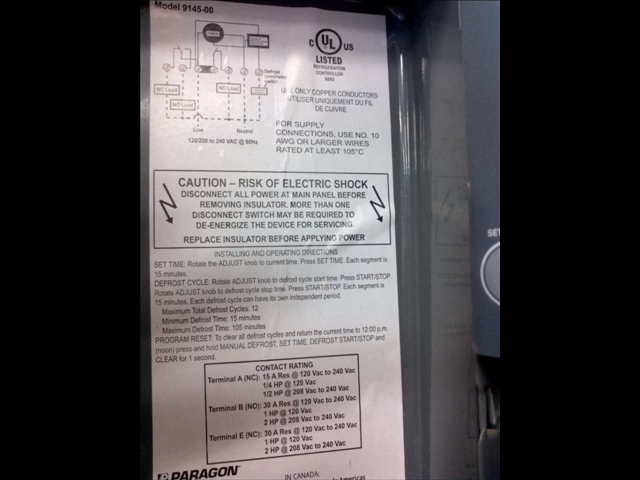 Model 9145-00
C UL US
LISTED
REFRIGERATION
CONTROLLER
Defrost
NC Load
NC Load
NO Load
Line
Neutral
120/208 to 240 VAC @ 60Hz
USE ONLY COPPER CONDUCTORS
UTILISER UNIQUEMENT DU FIL
DE CUIVRE
FOR SUPPLY
CONNECTIONS, USE NO. 10
AWG OR LARGER WIRES
RATED AT LEAST 105°C
CAUTION – RISK OF ELECTRIC SHOCK
DISCONNECT ALL POWER AT MAIN PANEL BEFORE
REMOVING INSULATOR. MORE THAN ONE
DISCONNECT SWITCH MAY BE REQUIRED TO
DE-ENERGIZE THE DEVICE FOR SERVICING.
REPLACE INSULATOR BEFORE APPLYING POWER
INSTALLING AND OPERATING DIRECTIONS
SET TIME: Rotate the ADJUST knob to current time. Press SET TIME. Each segment is
15 minutes.
DEFROST CYCLE: Rotate ADJUST knob to defrost cycle start time. Press START/STOP.
Rotate ADJUST knob to defrost cycle stop time. Press START/STOP. Each segment is
15 minutes. Each defrost cycle can have its own independent period.
Maximum Total Defrost Cycles: 12
Minimum Defrost Time: 15 minutes
Maximum Defrost Time: 105 minutes
PROGRAM RESET: To clear all defrost cycles and return the current time to 12:00 p.m.
(noon) press and hold MANUAL DEFROST, SET TIME, DEFROST START/STOP and
CLEAR for 1 second.
CONTACT RATING
Terminal A (NC): 15 A Res @ 120 Vac to 240 Vac
1/4 HP @ 120 Vac
1/2 HP @ 208 Vac to 240 Vac
Terminal B (NO): 30 A Res @ 120 Vac to 240 Vac
1 HP @ 120 Vac
2 HP @ 208 Vac to 240 Vac
Terminal E (NC): 30 A Res @ 120 Vac to 240 Vac
1 HP @ 120 Vac
2 HP @ 208 Vac to 240 Vac
PARAGON
IN CANADA:
Americas
SE